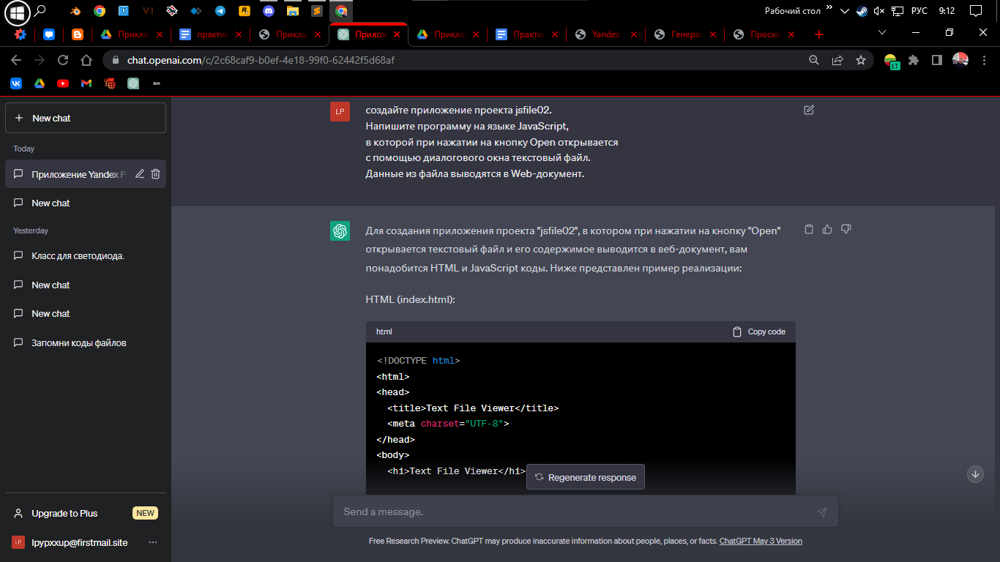 Рабочий стол
РУС
9:12
Прикла
практи
Прикла
Прилож
Прикла
Практи
Yandex
Генерат
Просмо
chat.openai.com/c/2c68caf9-b0ef-4e18-99f0-62442f5d68af
LT
New chat
Today
Приложение Yandex P
New chat
Yesterday
Класс для светодиода.
New chat
New chat
Запомни коды файлов
Upgrade to Plus
NEW
LP
lpypxxup@firstmail.site
LP
создайте приложение проекта jsfile02.
Напишите программу на языке JavaScript,
в которой при нажатии на кнопку Open открывается
с помощью диалогового окна текстовый файл.
Данные из файла выводятся в Web-документ.
Для создания приложения проекта "jsfile02", в котором при нажатии на кнопку "Open"
открывается текстовый файл и его содержимое выводится в веб-документ, вам
понадобится HTML и JavaScript коды. Ниже представлен пример реализации:
HTML (index.html):
html
Copy code
<!DOCTYPE html>
<html>
<head>
<title>Text File Viewer</title>
<meta charset="UTF-8">
</head>
<body>
<h1>Text File Viewer</h1>
Regenerate response
Send a message.
Free Research Preview. ChatGPT may produce inaccurate information about people, places, or facts. ChatGPT May 3 Version